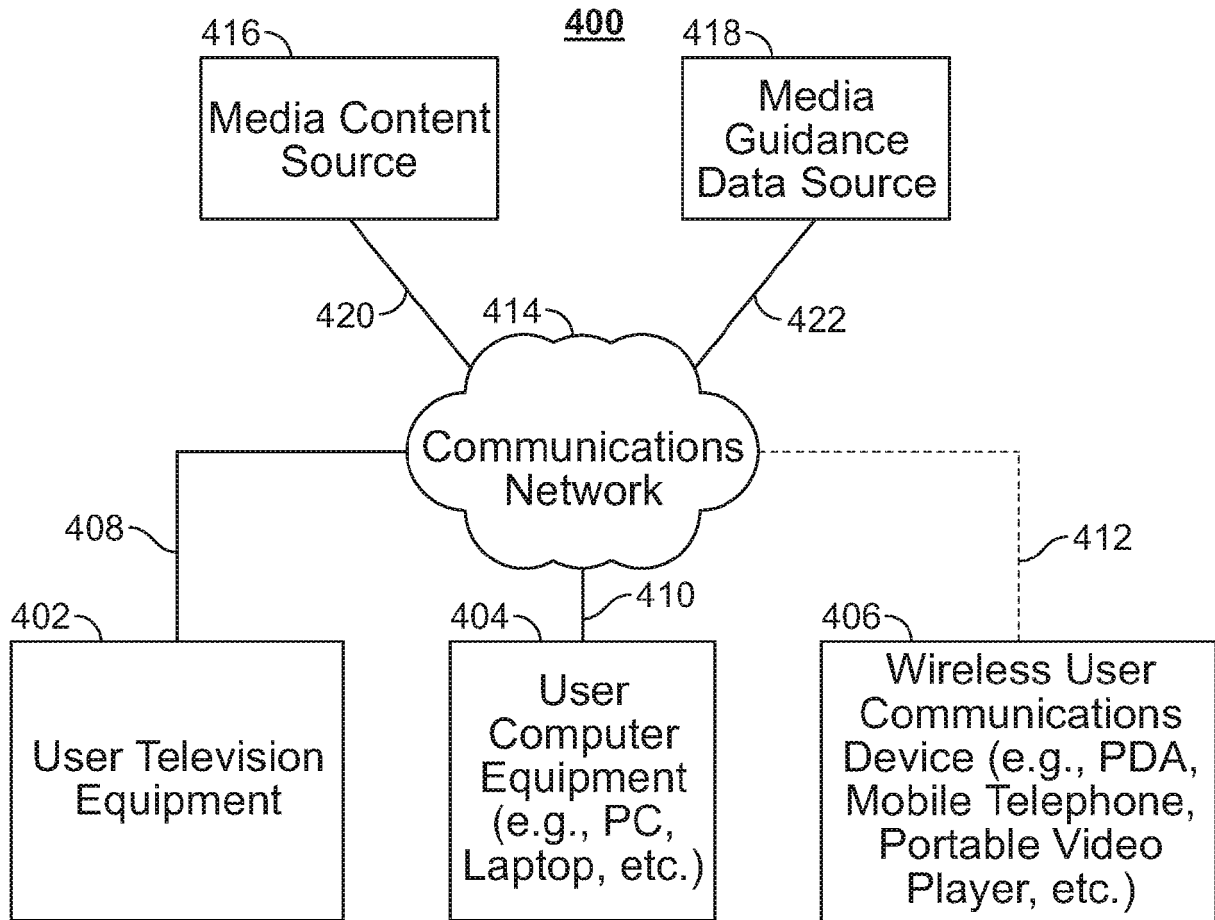 400
416
418
Media Content
Source
Media
Guidance
Data Source
420
414
422
Communications
Network
408
412
410
402
404
406
User Television
Equipment
User
Computer
Equipment
(e.g., PC,
Laptop, etc.)
Wireless User
Communications
Device (e.g., PDA,
Mobile Telephone,
Portable Video
Player, etc.)